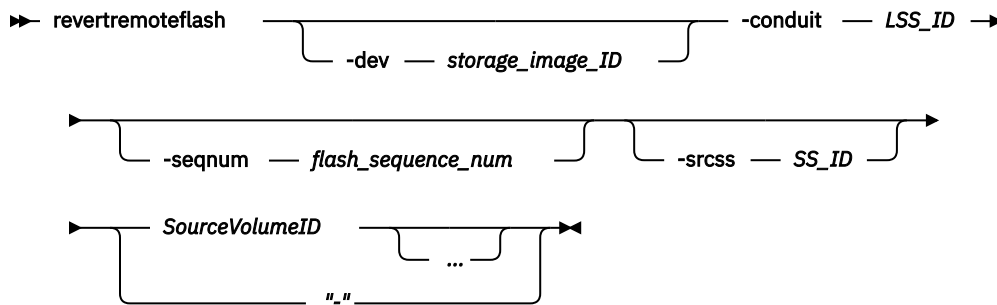 revertremoteflash -conduit LSS_ID
-dev storage_image_ID
-seqnum flash_sequence_num -srcss SS_ID
SourceVolumeID
...
"-"